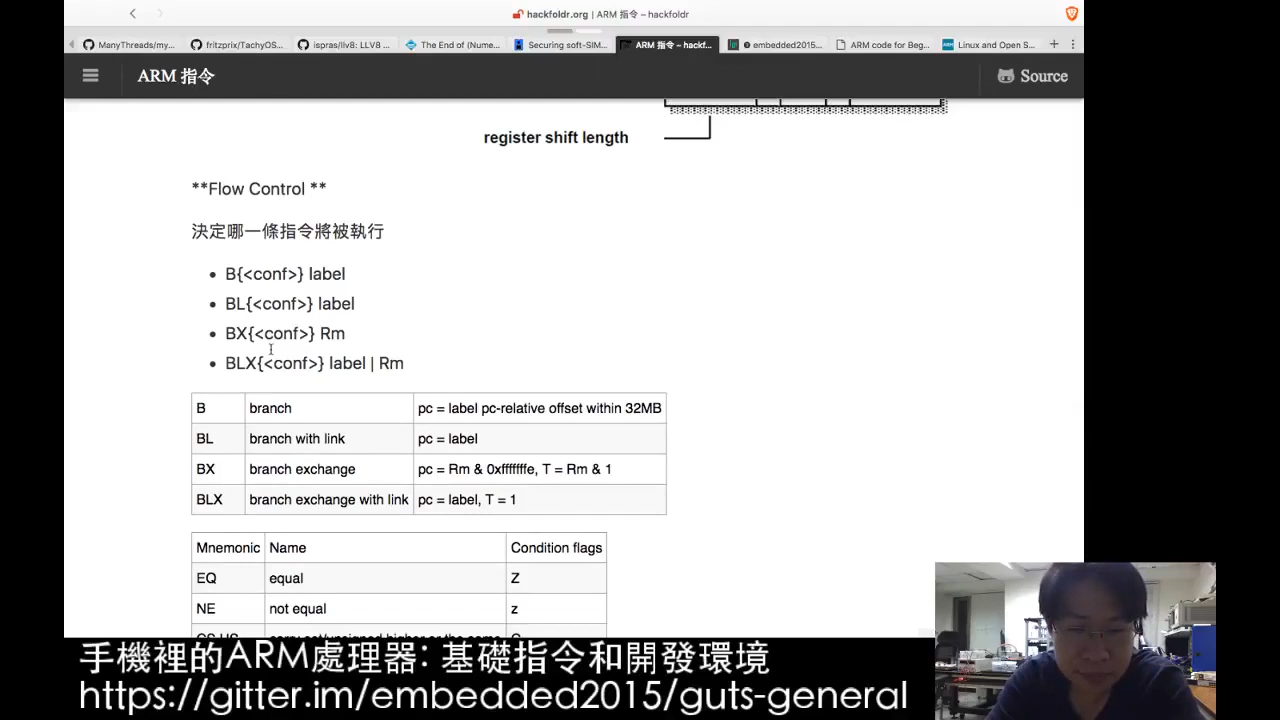 hackfoldr.org | ARM 指令 – hackfoldr
ManyThreads/my... fritzprix/TachyOS... ispras/llv8: LLV8 ... The End of (Nume... Securing soft-SIM... ARM 指令 – hackf... embedded2015... ARM code for Beg... Linux and Open S...
ARM 指令 Source
register shift length
**Flow Control **
決定哪一條指令將被執行
B{<conf>} label
BL{<conf>} label
BX{<conf>} Rm
BLX{<conf>} label | Rm
B branch pc = label pc-relative offset within 32MB
BL branch with link pc = label
BX branch exchange pc = Rm & 0xfffffffe, T = Rm & 1
BLX branch exchange with link pc = label, T = 1
Mnemonic Name Condition flags
EQ equal Z
NE not equal z
手機裡的ARM處理器: 基礎指令和開發環境
https://gitter.im/embedded2015/guts-general